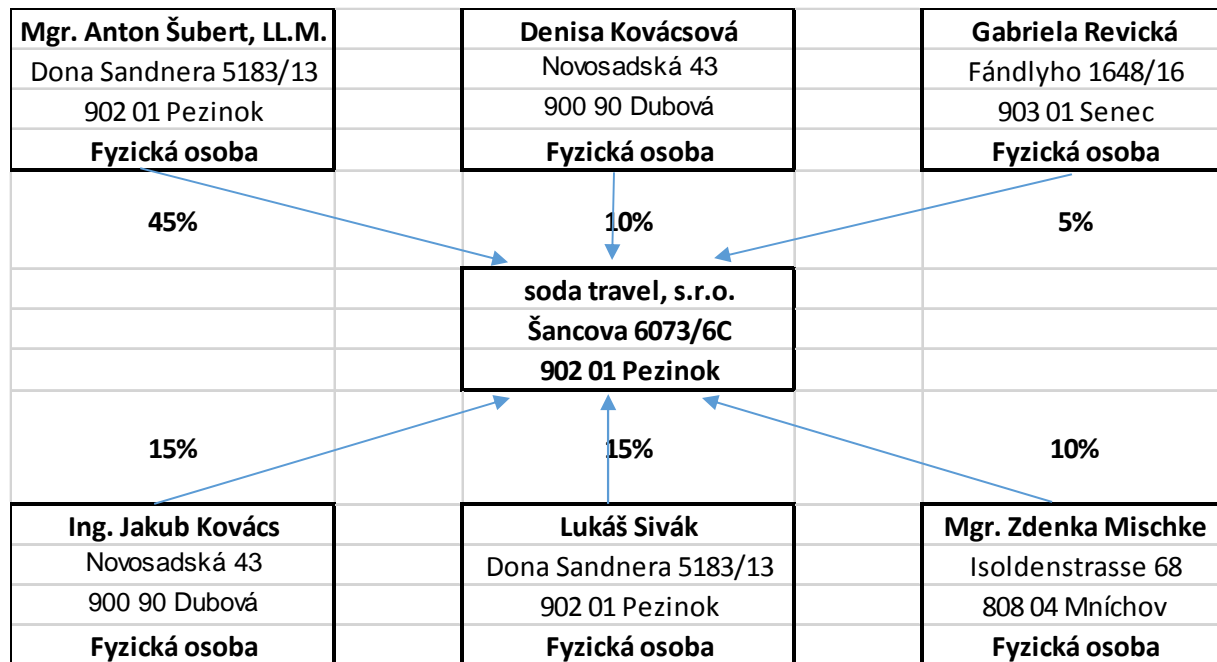 Mgr. Anton Šubert, LL.M.
Dona Sandnera 5183/13
902 01 Pezinok
Fyzická osoba
Denisa Kovácsová
Novosadská 43
900 90 Dubová
Fyzická osoba
Gabriela Revická
Fándlyho 1648/16
903 01 Senec
Fyzická osoba
45%
10%
5%
soda travel, s.r.o.
Šancova 6073/6C
902 01 Pezinok
15%
15%
10%
Ing. Jakub Kovács
Novosadská 43
900 90 Dubová
Fyzická osoba
Lukáš Sivák
Dona Sandnera 5183/13
902 01 Pezinok
Fyzická osoba
Mgr. Zdenka Mischke
Isoldenstrasse 68
808 04 Mníchov
Fyzická osoba